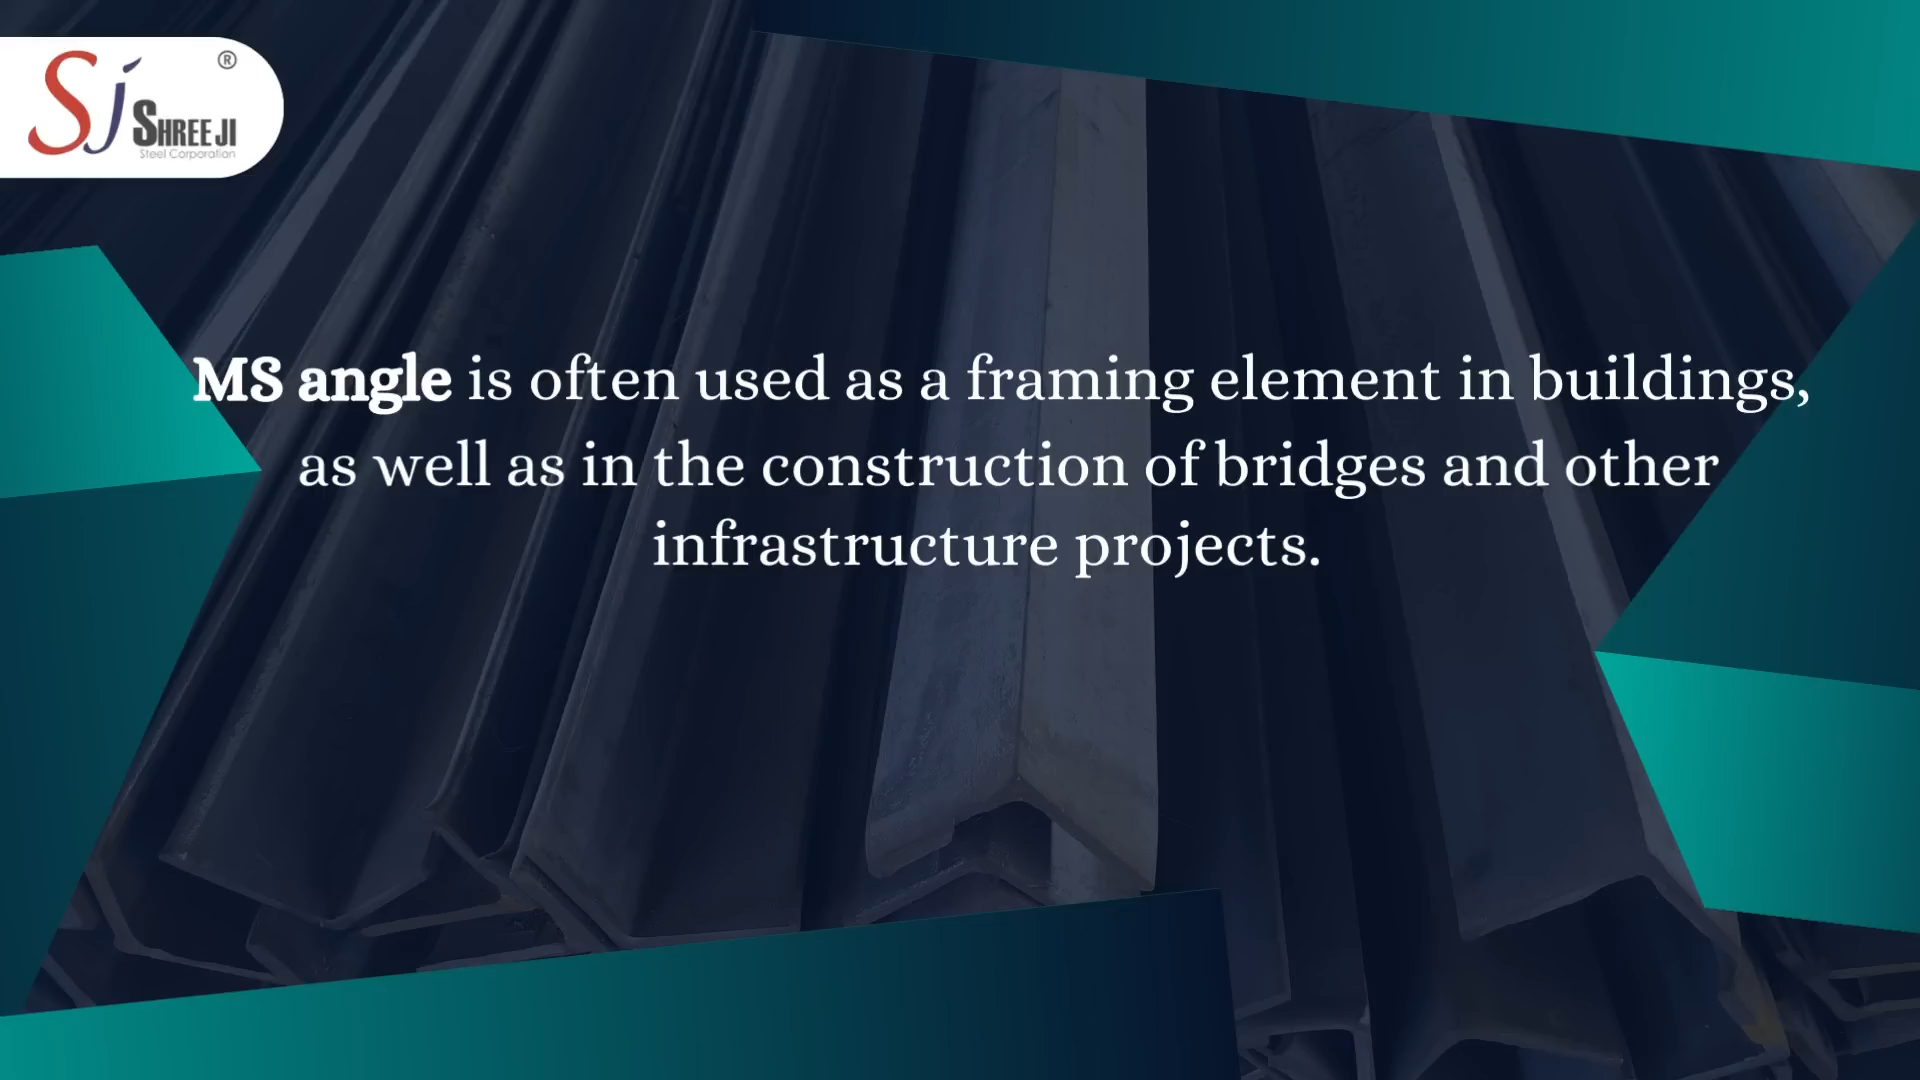 SJ SHREE JI ®
Steel Corporation
MS angle is often used as a framing element in buildings,
as well as in the construction of bridges and other
infrastructure projects.